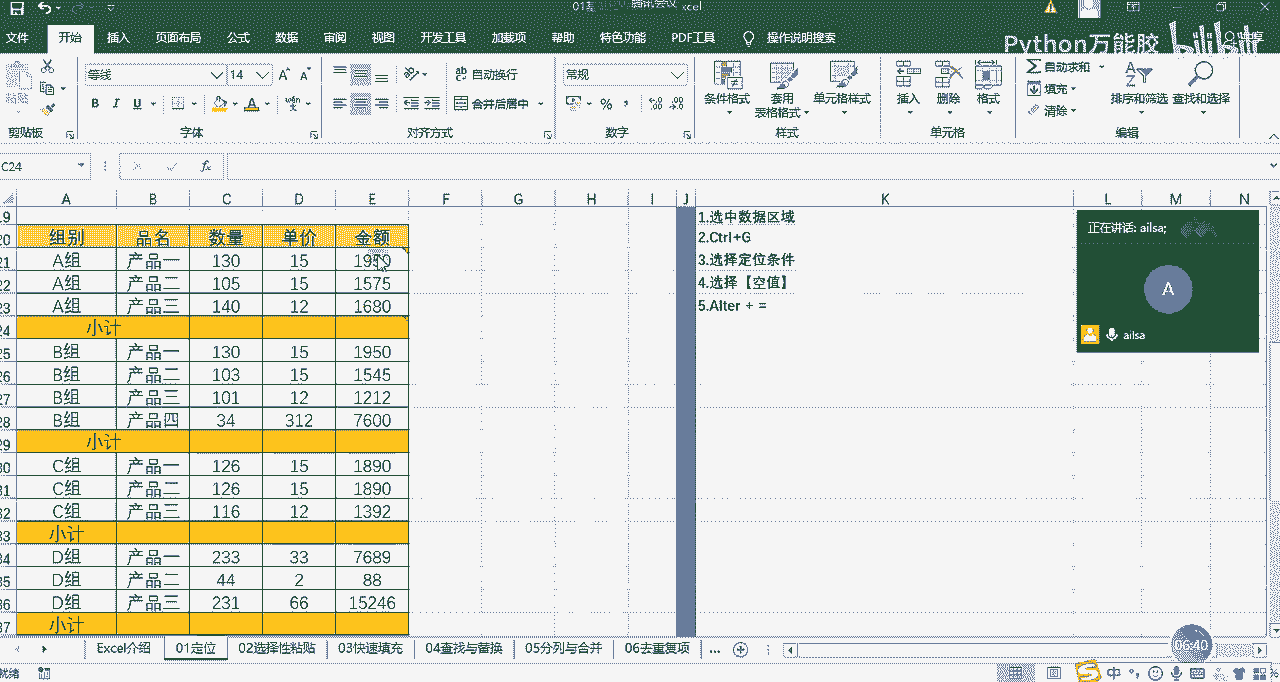 腾讯会议 xcel
文件 开始 插入 页面布局 公式 数据 审阅 视图 开发工具 加载项 帮助 特色功能 PDF工具 操作说明搜索
Python万能胶 bilibili
等线 14 自动换行 常规 自动求和
B I U 合并后居中 % 条件格式 套用 表格格式 单元格样式 插入 删除 格式 填充 清除 排序和筛选 查找和选择
剪贴板 字体 对齐方式 数字 样式 单元格 编辑
C24 fx
A B C D E F G H I J K L M N
19 1.选中数据区域
20 组别 品名 数量 单价 金额 2.Ctrl+G
21 A组 产品一 130 15 1950 3.选择定位条件
22 A组 产品二 105 15 1575 4.选择【空值】
23 A组 产品三 140 12 1680 5.Alter + =
24 小计
25 B组 产品一 130 15 1950
26 B组 产品二 103 15 1545
27 B组 产品三 101 12 1212
28 B组 产品四 34 312 7600
29 小计
30 C组 产品一 126 15 1890
31 C组 产品二 126 15 1890
32 C组 产品三 116 12 1392
33 小计
34 D组 产品一 233 33 7689
35 D组 产品二 44 2 88
36 D组 产品三 231 66 15246
37 小计
正在讲话: ailsa;
A
ailsa
Excel介绍 01定位 02选择性粘贴 03快速填充 04查找与替换 05分列与合并 06去重复项 ...
06:40
就绪 中